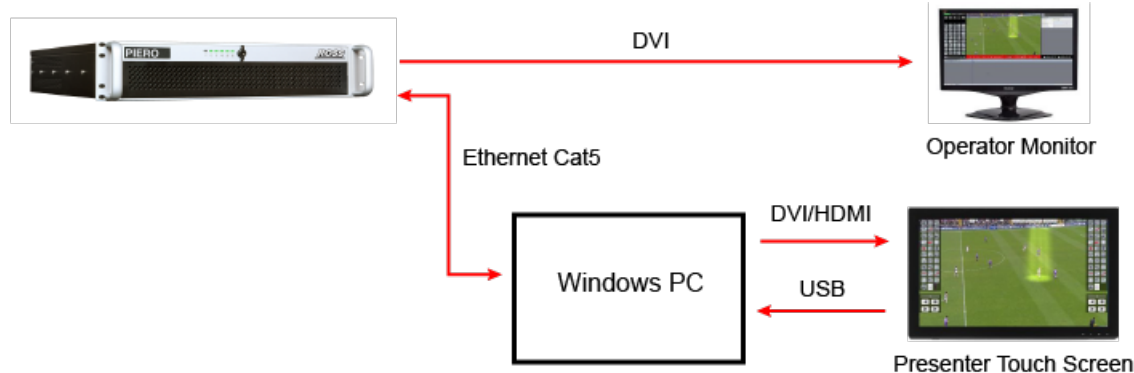 PIERO
ROSS
DVI
Operator Monitor
Ethernet Cat5
DVI/HDMI
Windows PC
USB
Presenter Touch Screen